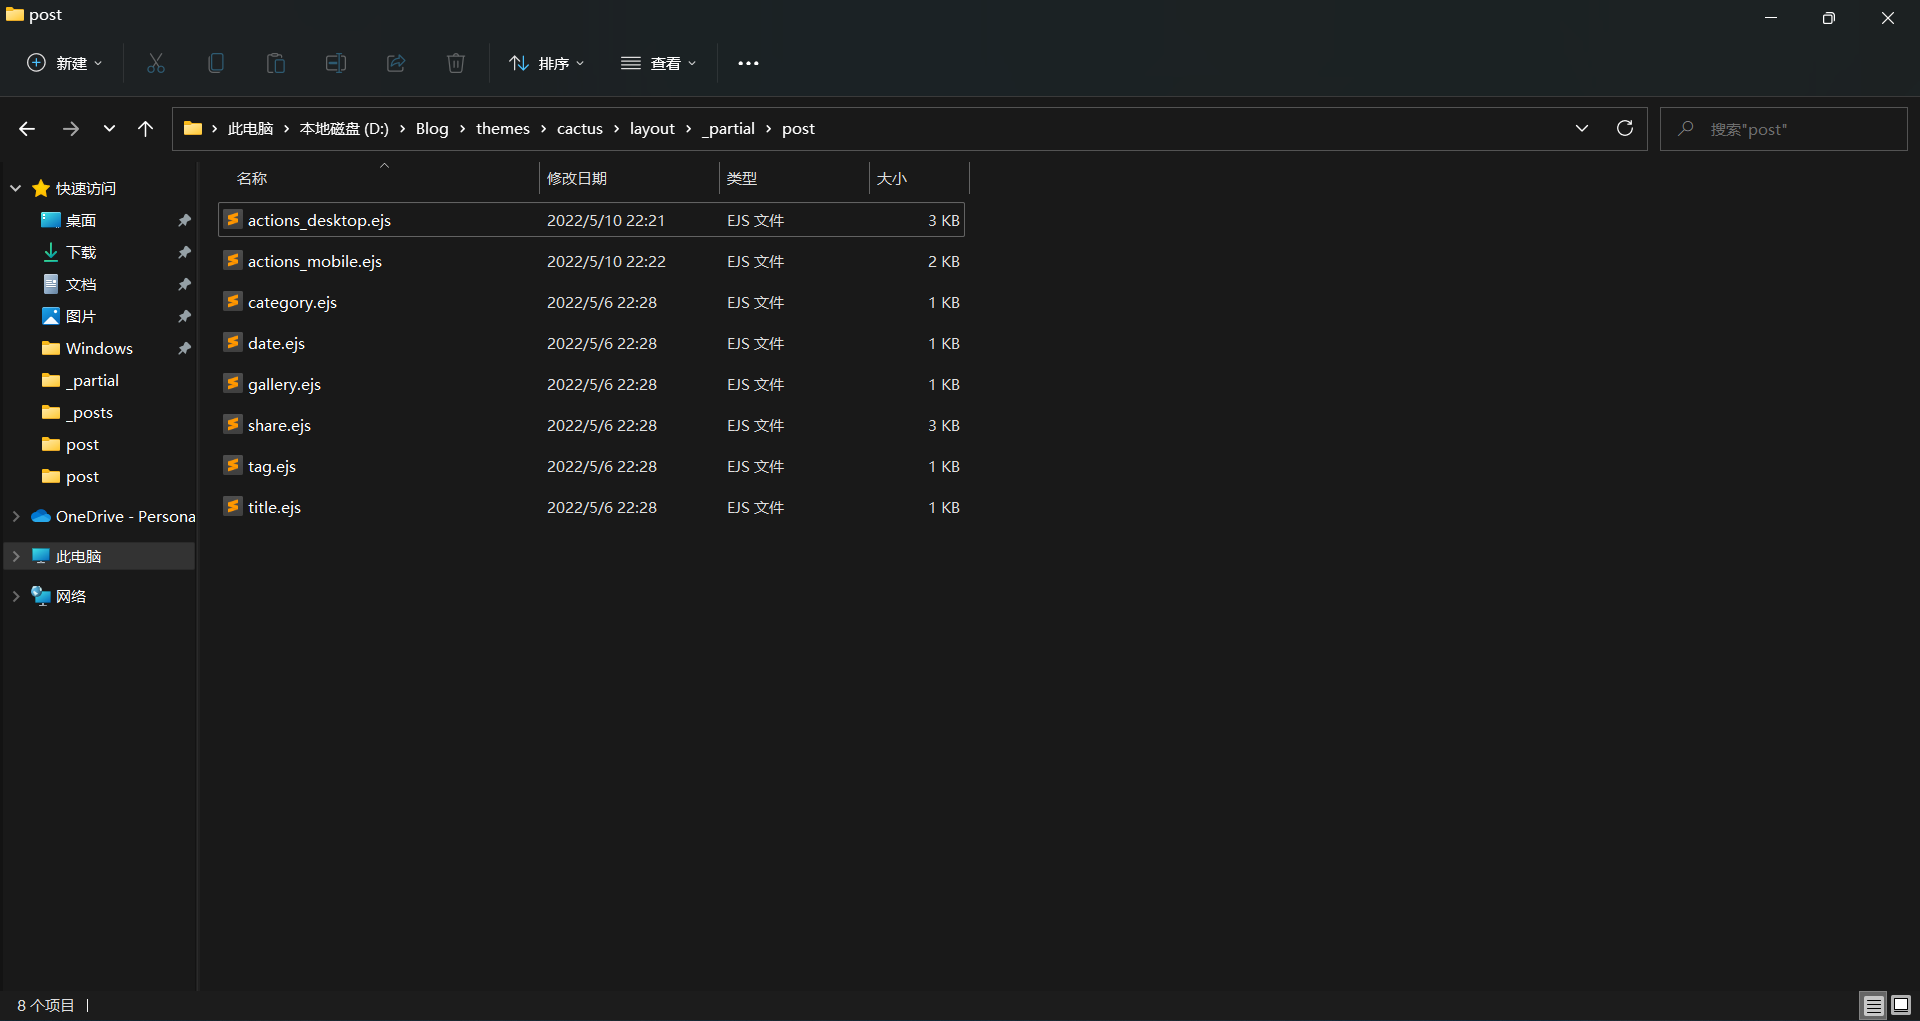 post
新建 排序 查看
此电脑 本地磁盘 (D:) Blog themes cactus layout _partial post 搜索"post"
名称 修改日期 类型 大小
快速访问
桌面
下载
文档
图片
Windows
_partial
_posts
post
post
OneDrive - Persona
此电脑
网络
actions_desktop.ejs 2022/5/10 22:21 EJS 文件 3 KB
actions_mobile.ejs 2022/5/10 22:22 EJS 文件 2 KB
category.ejs 2022/5/6 22:28 EJS 文件 1 KB
date.ejs 2022/5/6 22:28 EJS 文件 1 KB
gallery.ejs 2022/5/6 22:28 EJS 文件 1 KB
share.ejs 2022/5/6 22:28 EJS 文件 3 KB
tag.ejs 2022/5/6 22:28 EJS 文件 1 KB
title.ejs 2022/5/6 22:28 EJS 文件 1 KB
8 个项目